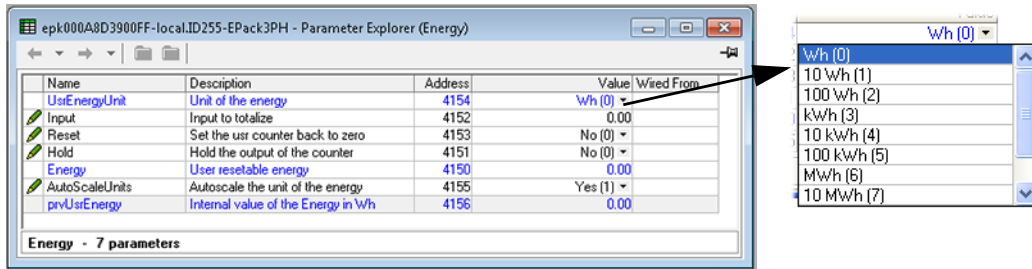 epk000A8D3900FF-local.ID255-EPack3PH - Parameter Explorer (Energy)
Name Description Address Value Wired From
UsrEnergyUnit Unit of the energy 4154 Wh (0)
Input Input to totalize 4152 0.00
Reset Set the usr counter back to zero 4153 No (0)
Hold Hold the output of the counter 4151 No (0)
Energy User resetable energy 4150 0.00
AutoScaleUnits Autoscale the unit of the energy 4155 Yes (1)
prvUsrEnergy Internal value of the Energy in Wh 4156 0.00
Energy - 7 parameters
Wh (0)
Wh (0)
10 Wh (1)
100 Wh (2)
kWh (3)
10 kWh (4)
100 kWh (5)
MWh (6)
10 MWh (7)